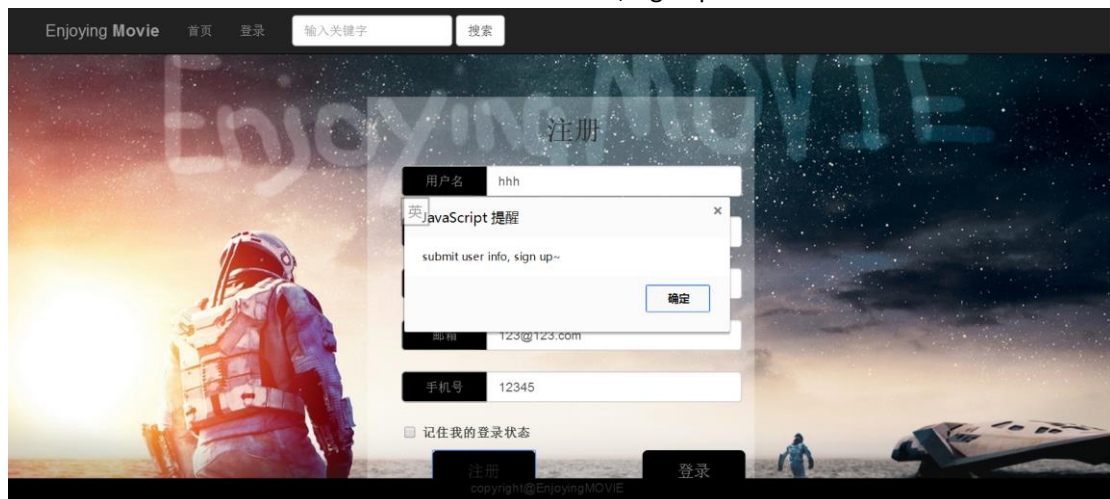 Enjoying Movie 首页 登录 输入关键字 搜索
Enjoying MOVIE
注册
用户名 hhh
英
JavaScript 提醒 ×
submit user info, sign up~
确定
邮箱 123@123.com
手机号 12345
记住我的登录状态
注册 登录
copyright@EnjoyingMOVIE